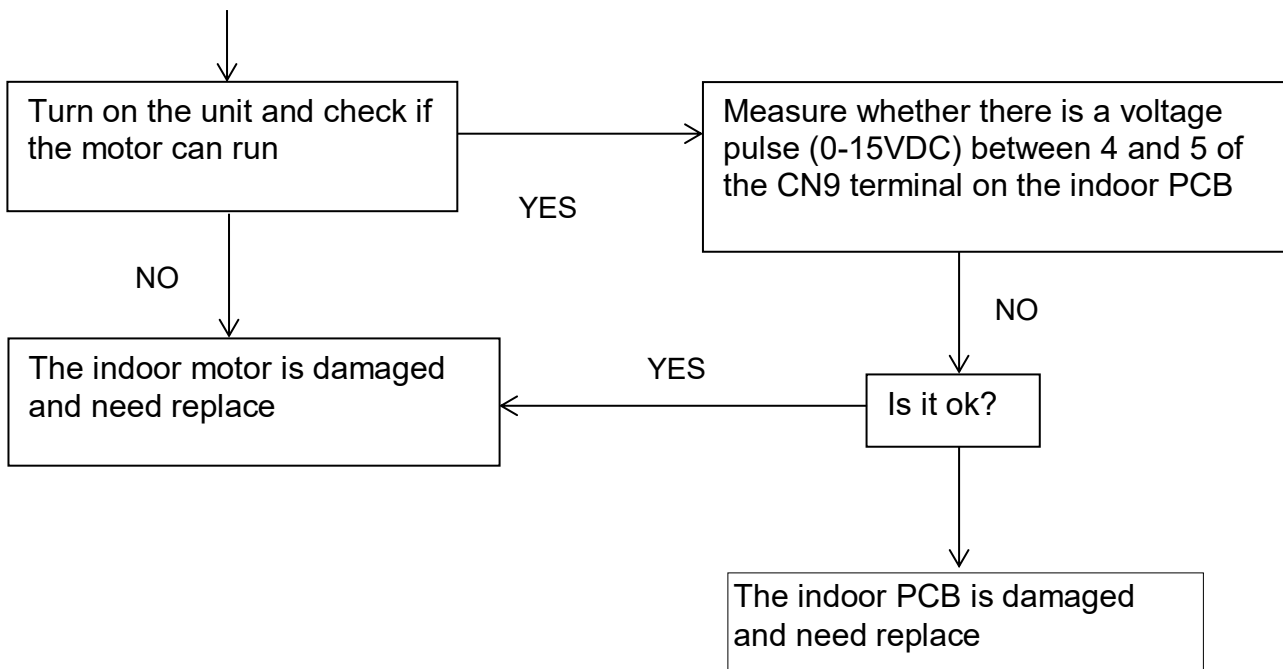 Turn on the unit and check if
the motor can run
YES
Measure whether there is a voltage
pulse (0-15VDC) between 4 and 5 of
the CN9 terminal on the indoor PCB
NO
NO
The indoor motor is damaged
and need replace
YES
Is it ok?
The indoor PCB is damaged
and need replace